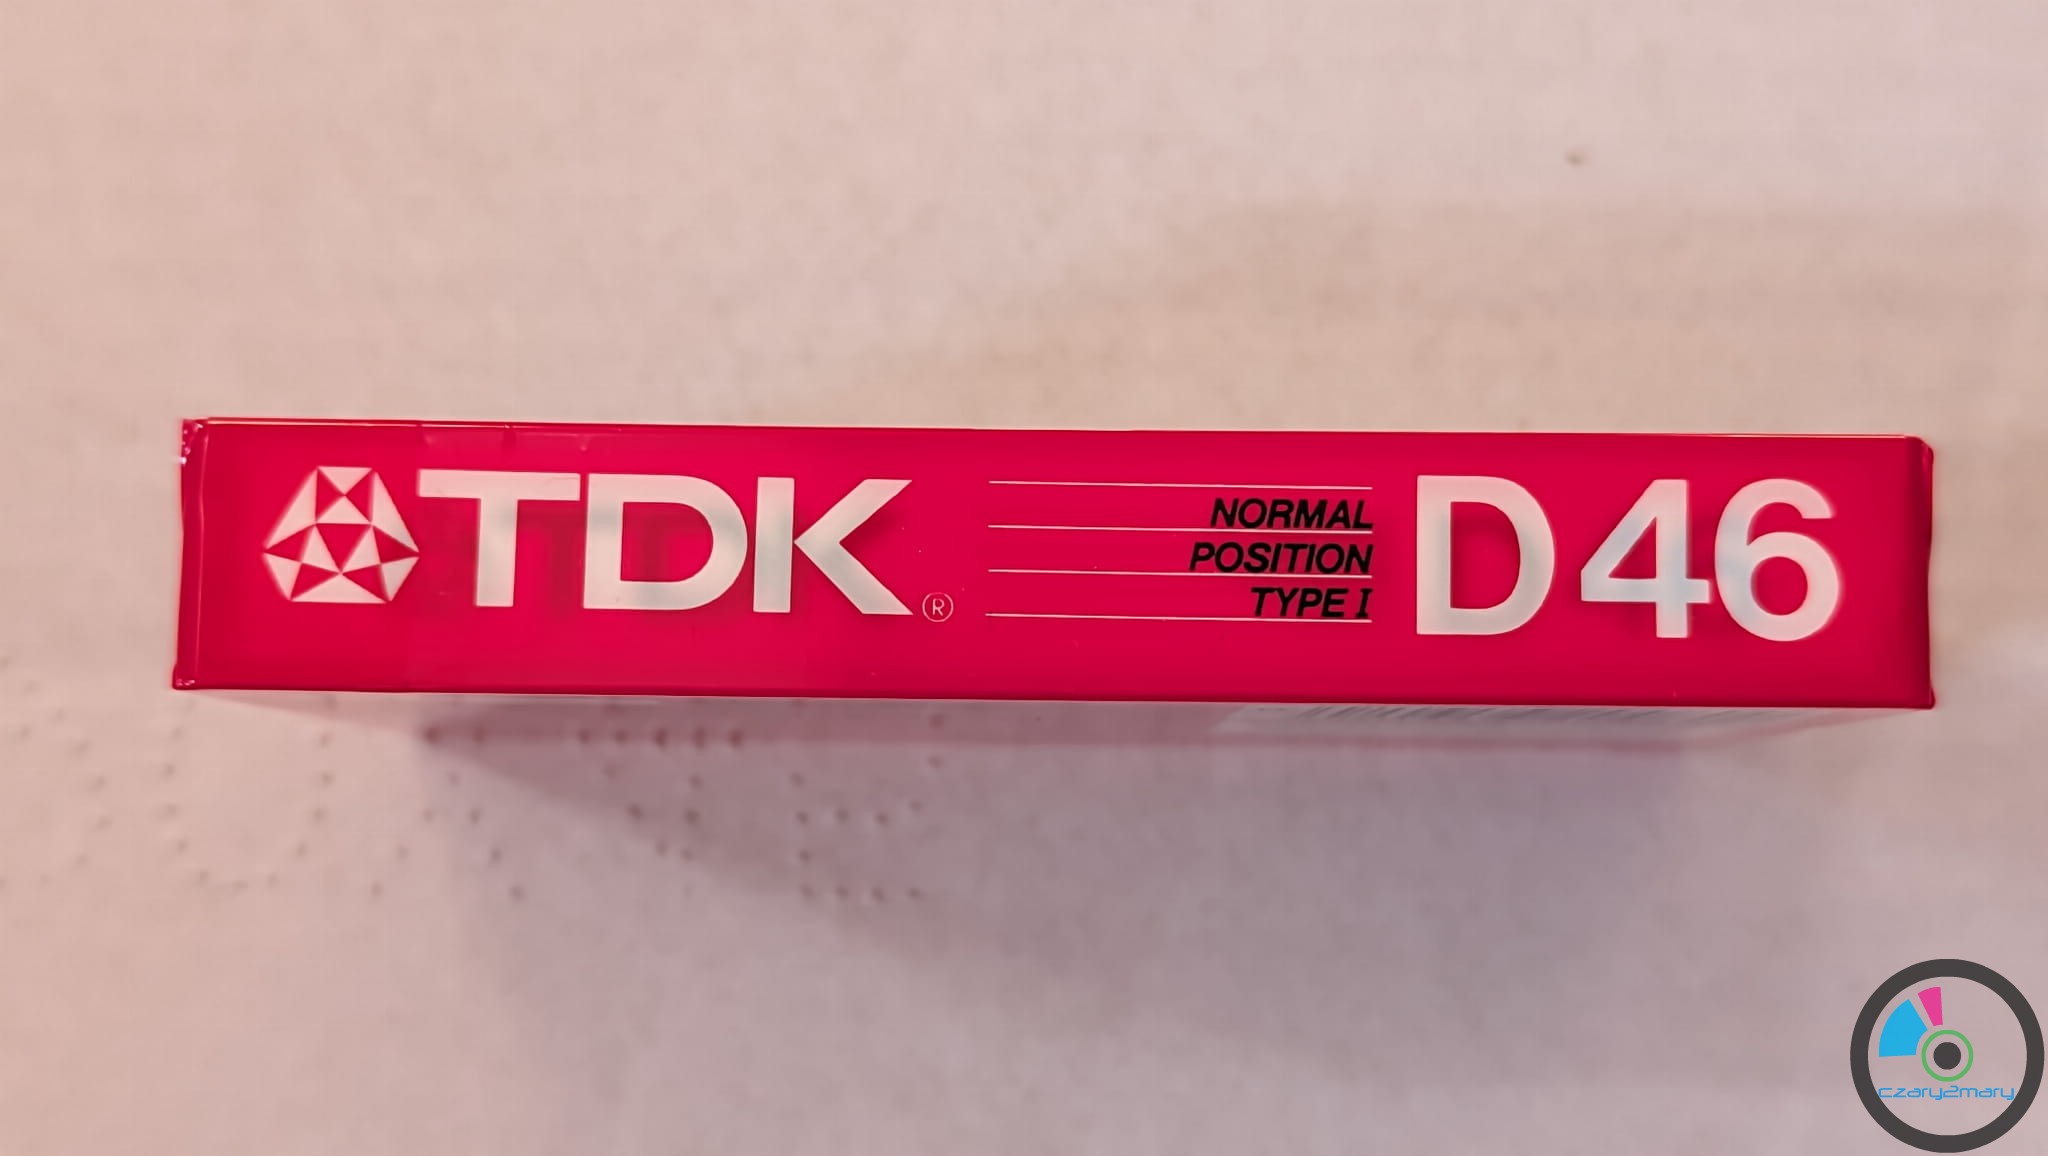 TDK®
NORMAL
POSITION
TYPE I
D 46
czary2mary